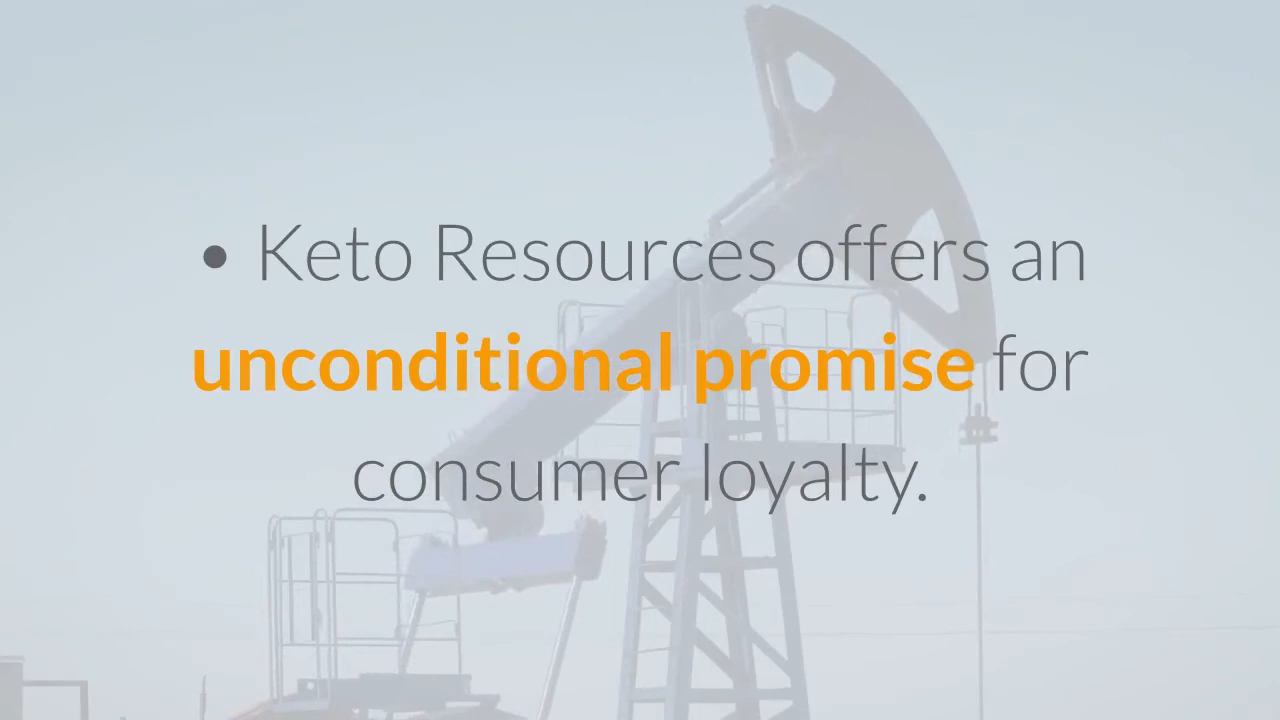 • Keto Resources offers an
unconditional promise for
consumer loyalty.